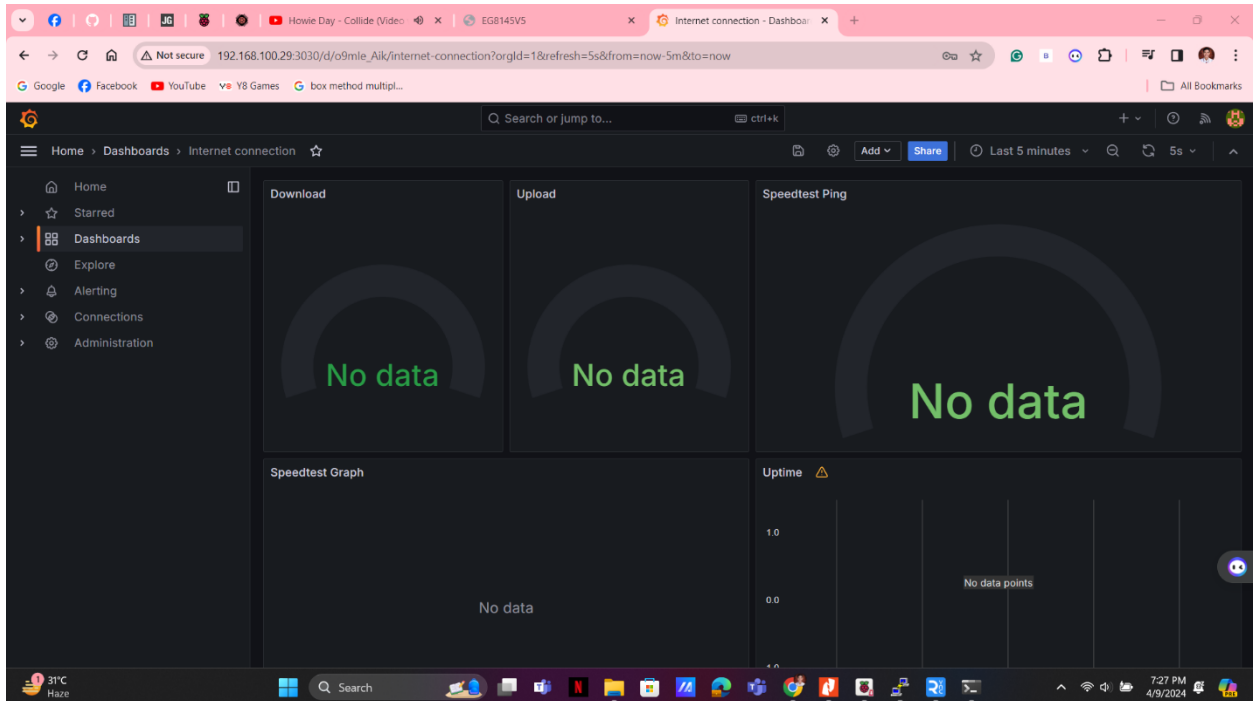 JG
Howie Day - Collide (Video
EG8145V5
Internet connection - Dashboar
Not secure 192.168.100.29:3030/d/o9mle_Aik/internet-connection?orgId=1&refresh=5s&from=now-5m&to=now
Google Facebook YouTube Y8 Y8 Games box method multipl... All Bookmarks
Search or jump to... ctrl+k
Home › Dashboards › Internet connection Add Share Last 5 minutes 5s
Home
Starred
Dashboards
Explore
Alerting
Connections
Administration
Download
No data
Upload
No data
Speedtest Ping
No data
Speedtest Graph
No data
Uptime
1.0
No data points
0.0
1
31°C
Haze
Search
7:27 PM
4/9/2024